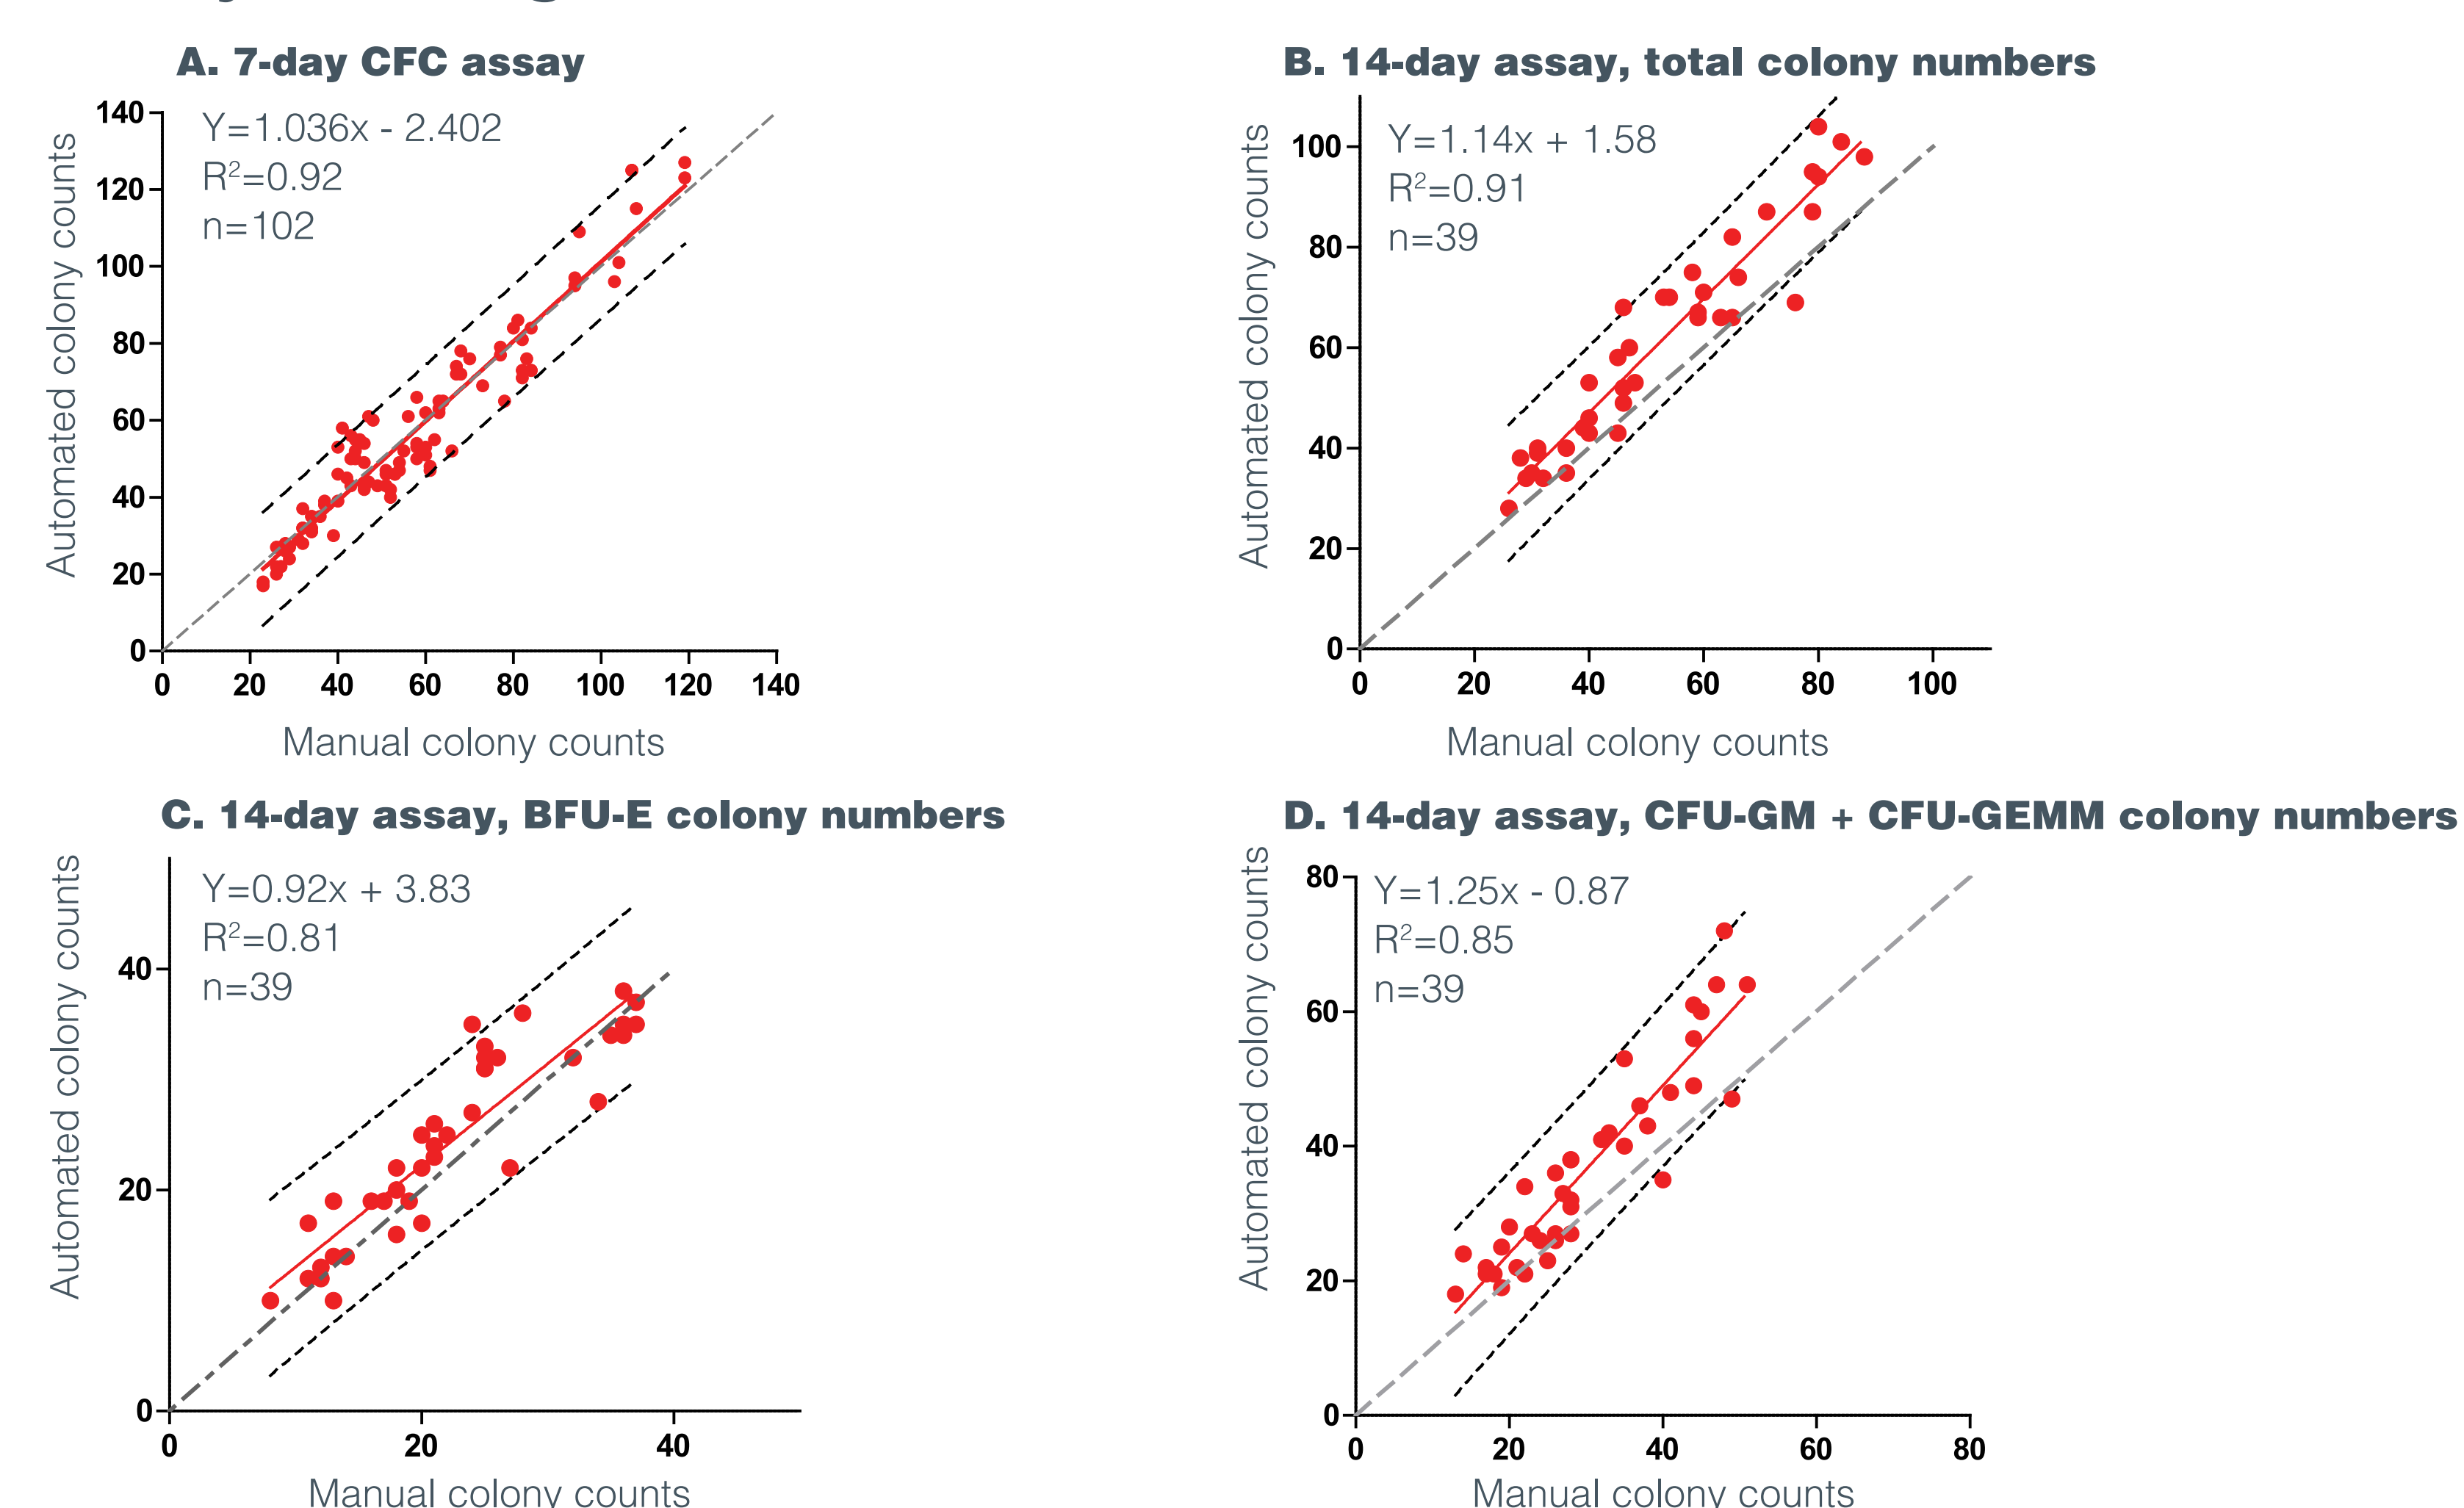 A. 7-day CFC assay
Y=1.036x - 2.402
R²=0.92
n=102
Automated colony counts
140
120
100
80
60
40
20
0
0 20 40 60 80 100 120 140
Manual colony counts
B. 14-day assay, total colony numbers
Y=1.14x + 1.58
R²=0.91
n=39
Automated colony counts
100
80
60
40
20
0
0 20 40 60 80 100
Manual colony counts
C. 14-day assay, BFU-E colony numbers
Y=0.92x + 3.83
R²=0.81
n=39
Automated colony counts
40
20
0
0 20 40
Manual colony counts
D. 14-day assay, CFU-GM + CFU-GEMM colony numbers
Y=1.25x - 0.87
R²=0.85
n=39
Automated colony counts
80
60
40
20
0
0 20 40 60 80
Manual colony counts